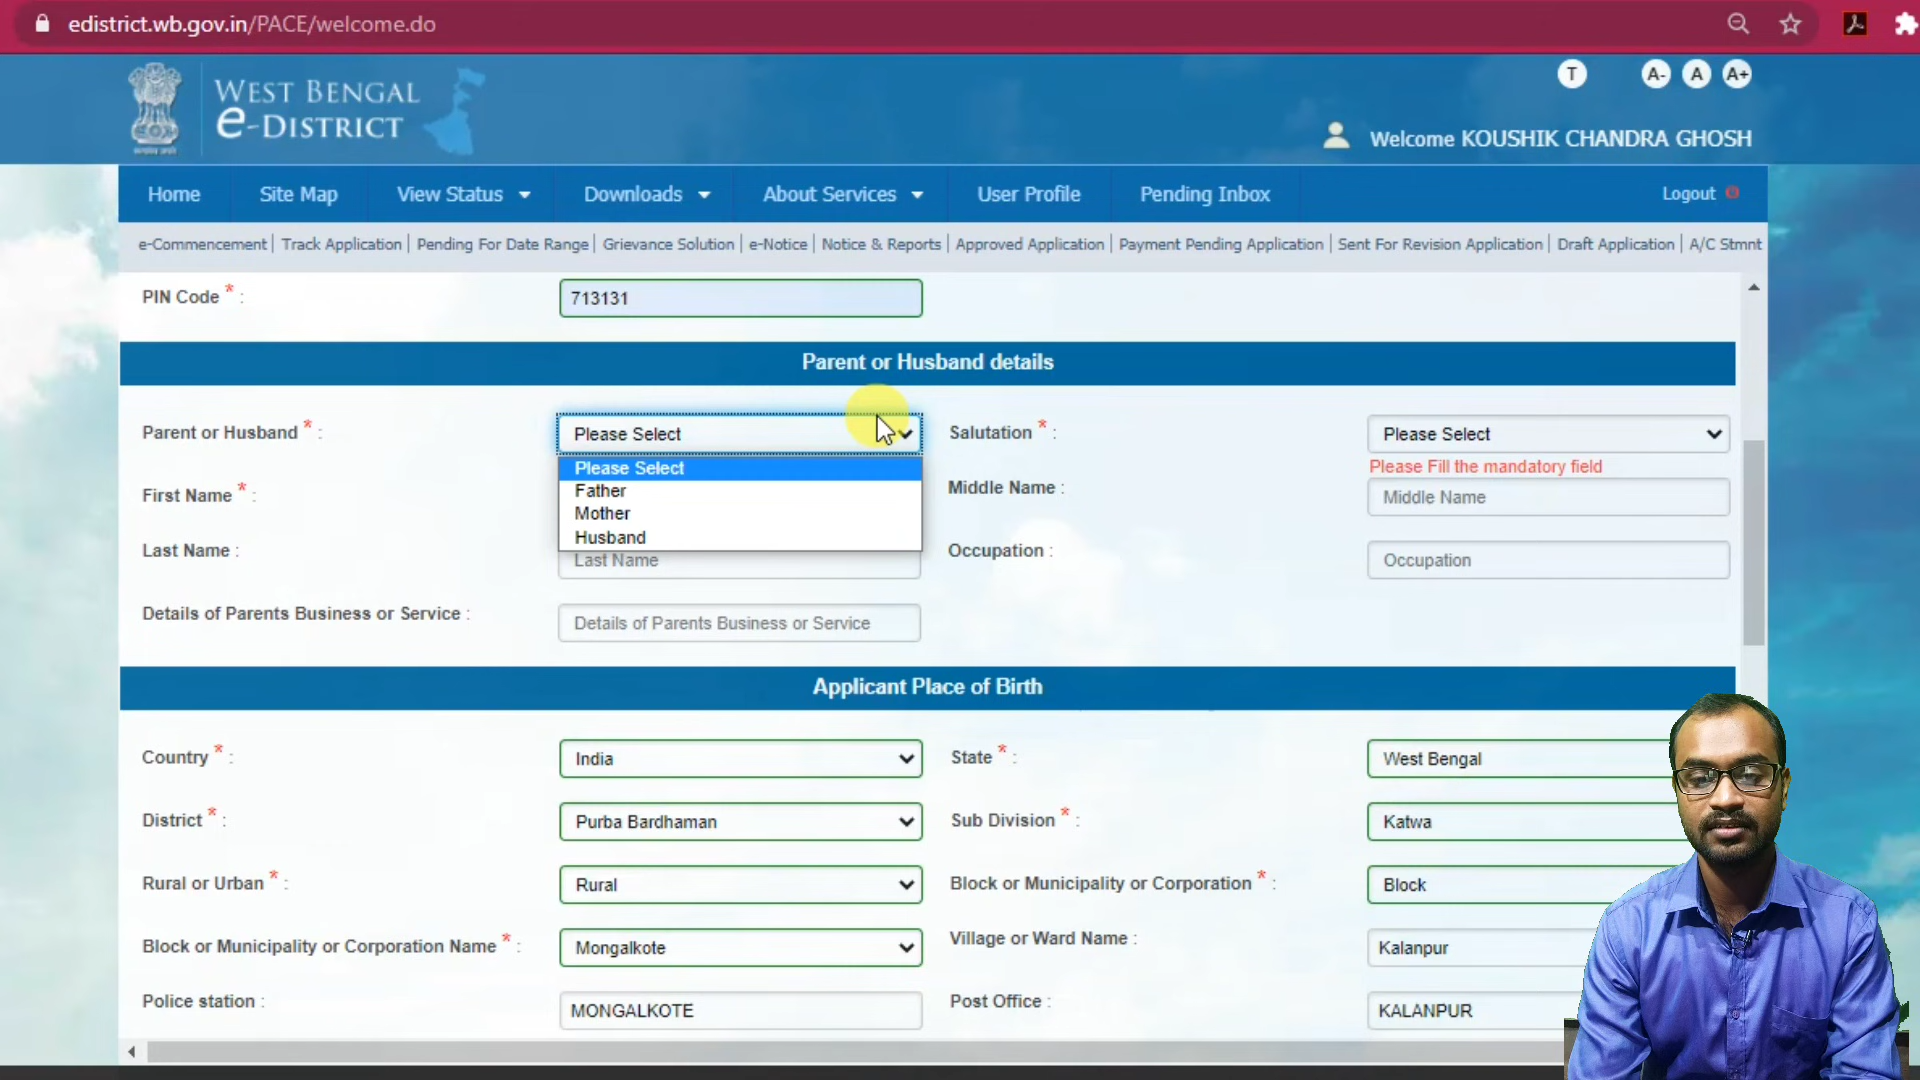 edistrict.wb.gov.in/PACE/welcome.do
T A- A A+
WEST BENGAL
e-DISTRICT
Welcome KOUSHIK CHANDRA GHOSH
Home Site Map View Status Downloads About Services User Profile Pending Inbox Logout
e-Commencement | Track Application | Pending For Date Range | Grievance Solution | e-Notice | Notice & Reports | Approved Application | Payment Pending Application | Sent For Revision Application | Draft Application | A/C Stmnt
PIN Code * : 713131
Parent or Husband details
Parent or Husband * : Please Select Salutation * : Please Select
Please Select Please Fill the mandatory field
Father
First Name * : Middle Name : Middle Name
Mother
Husband
Last Name : Last Name Occupation : Occupation
Details of Parents Business or Service : Details of Parents Business or Service
Applicant Place of Birth
Country * : India State * : West Bengal
District * : Purba Bardhaman Sub Division * : Katwa
Rural or Urban * : Rural Block or Municipality or Corporation * : Block
Block or Municipality or Corporation Name * : Mongalkote Village or Ward Name : Kalanpur
Police station : MONGALKOTE Post Office : KALANPUR